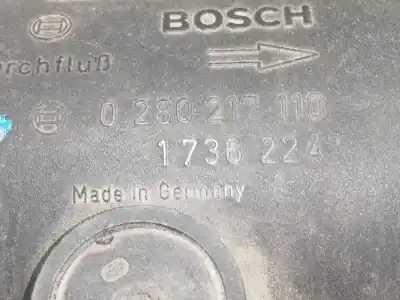 BOSCH
rchfluß
0 280 217 110
1736 224
Made in Germany